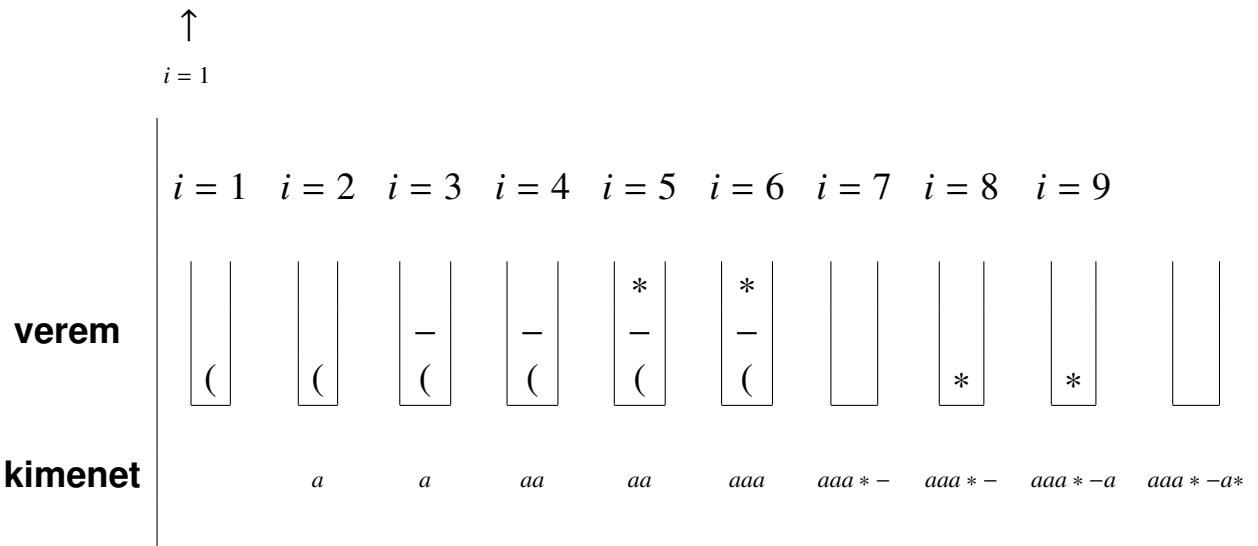 ↑
i = 1
i = 1 i = 2 i = 3 i = 4 i = 5 i = 6 i = 7 i = 8 i = 9
∗ ∗
verem − − − −
( ( ( ( ( ( ∗ ∗
kimenet a a aa aa aaa aaa ∗ − aaa ∗ − aaa ∗ −a aaa ∗ −a∗